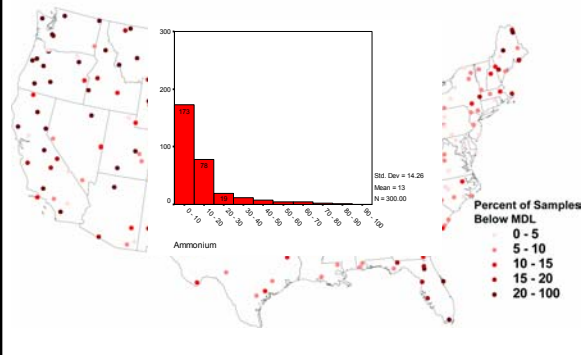 300
200
100
0
173
78
19
0 - 10
10 - 20
20 - 30
30 - 40
40 - 50
50 - 60
60 - 70
70 - 80
80 - 90
90 - 100
Std. Dev = 14.26
Mean = 13
N = 300.00
Ammonium
Percent of Samples
Below MDL
0 - 5
5 - 10
10 - 15
15 - 20
20 - 100